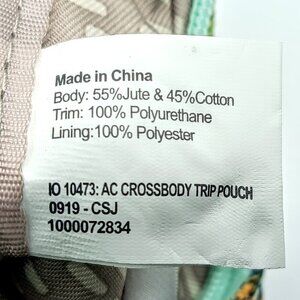 Made in China
Body: 55%Jute & 45%Cotton
Trim: 100% Polyurethane
Lining:100% Polyester
IO 10473: AC CROSSBODY TRIP POUCH
0919 - CSJ
1000072834